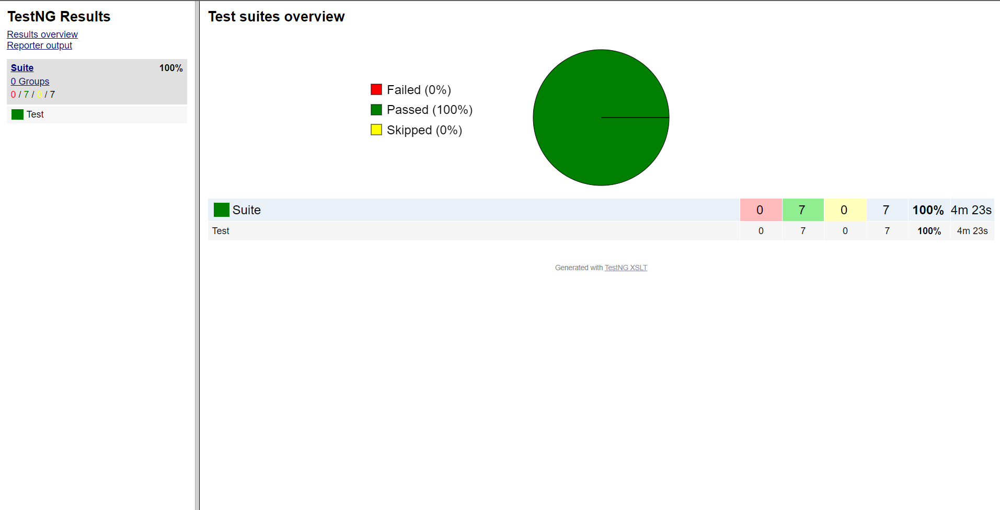 TestNG Results
Results overview
Reporter output
Suite 100%
0 Groups
0 / 7 / 0 / 7
Test
Test suites overview
Failed (0%)
Passed (100%)
Skipped (0%)
Suite 0 7 0 7 100% 4m 23s
Test 0 7 0 7 100% 4m 23s
Generated with TestNG XSLT